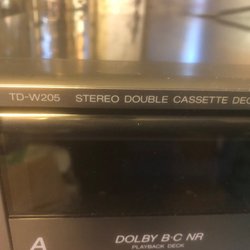 TD-W205 STEREO DOUBLE CASSETTE DEC
A
DOLBY B·C NR
PLAYBACK DECK